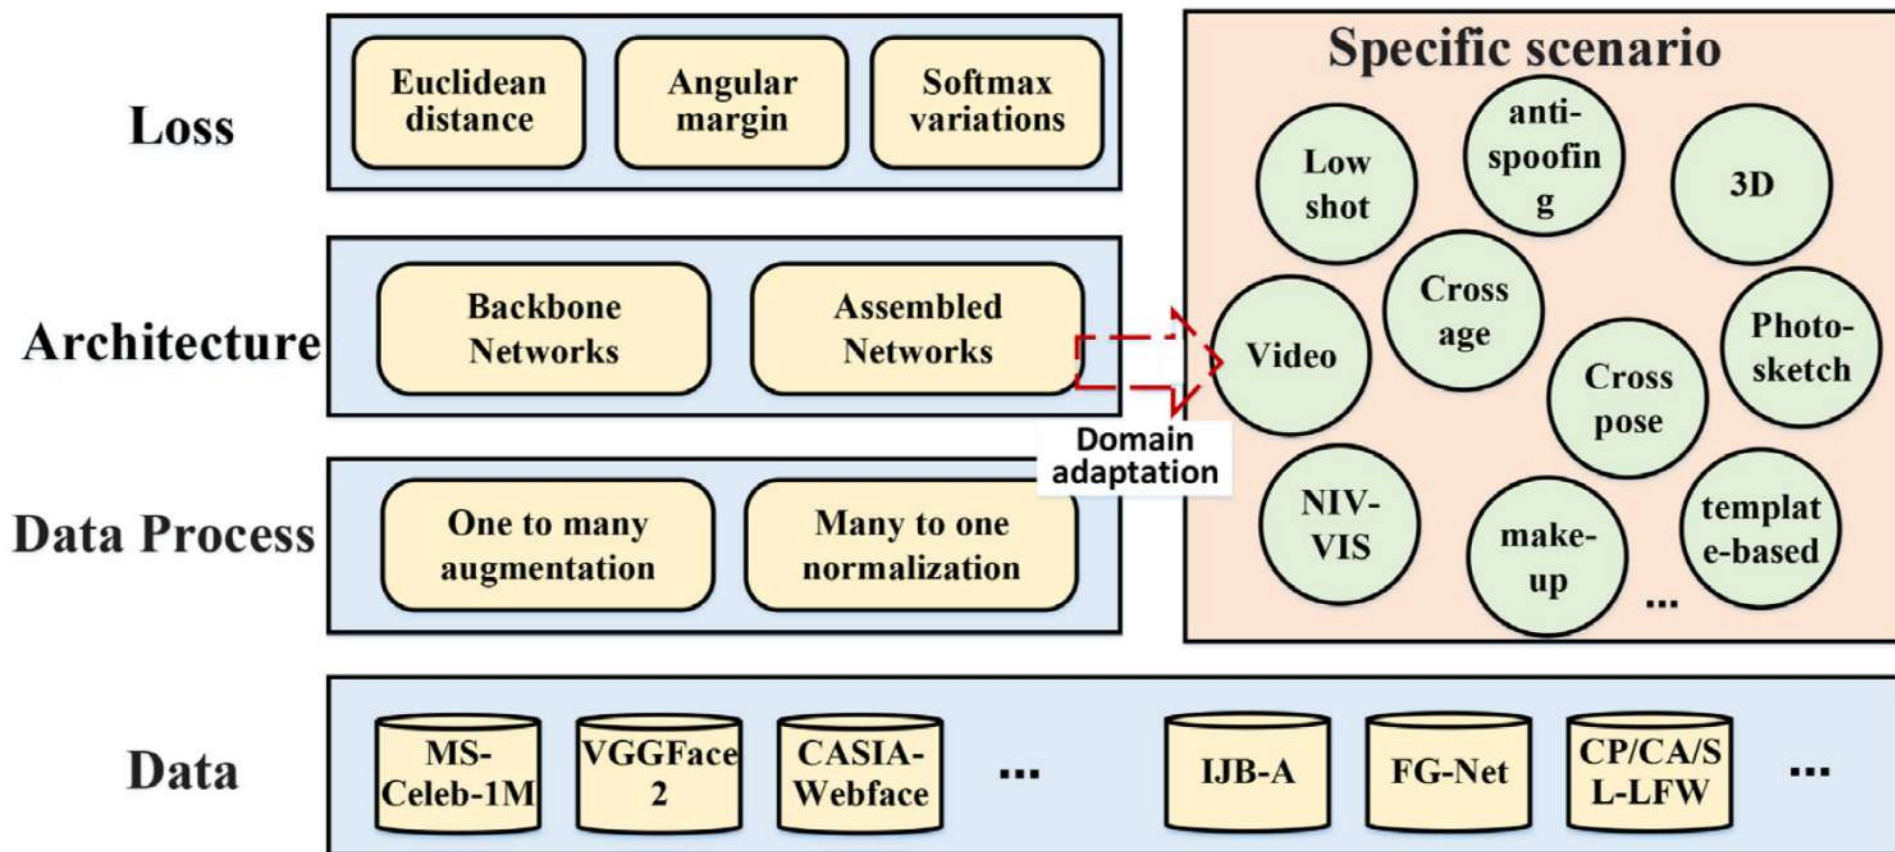 Loss
Euclidean
distance
Angular
margin
Softmax
variations
Architecture
Backbone
Networks
Assembled
Networks
Data Process
One to many
augmentation
Many to one
normalization
Domain
adaptation
Specific scenario
Low
shot
anti-
spoofin
g
3D
Cross
age
Video
Photo-
sketch
Cross
pose
NIV-
VIS
make-
up
templat
e-based
...
Data
MS-
Celeb-1M
VGGFace
2
CASIA-
Webface
...
IJB-A
FG-Net
CP/CA/S
L-LFW
...